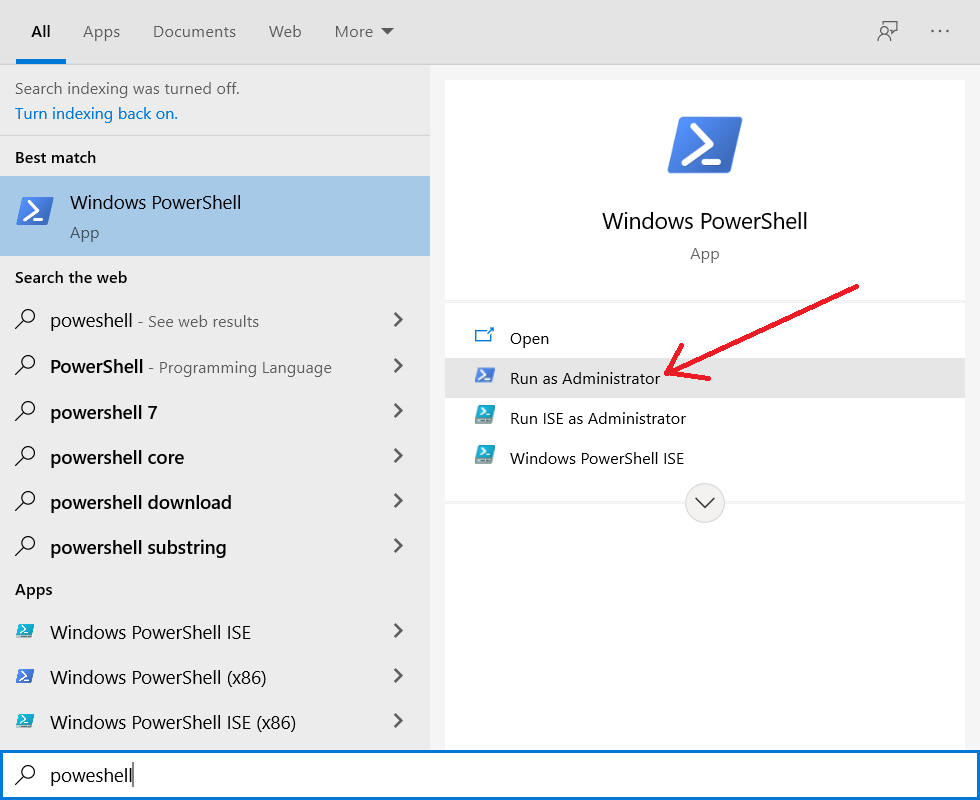 All Apps Documents Web More
Search indexing was turned off.
Turn indexing back on.
Best match
Windows PowerShell
App
Search the web
poweshell - See web results
PowerShell - Programming Language
powershell 7
powershell core
powershell download
powershell substring
Apps
Windows PowerShell ISE
Windows PowerShell (x86)
Windows PowerShell ISE (x86)
poweshell
Windows PowerShell
App
Open
Run as Administrator
Run ISE as Administrator
Windows PowerShell ISE